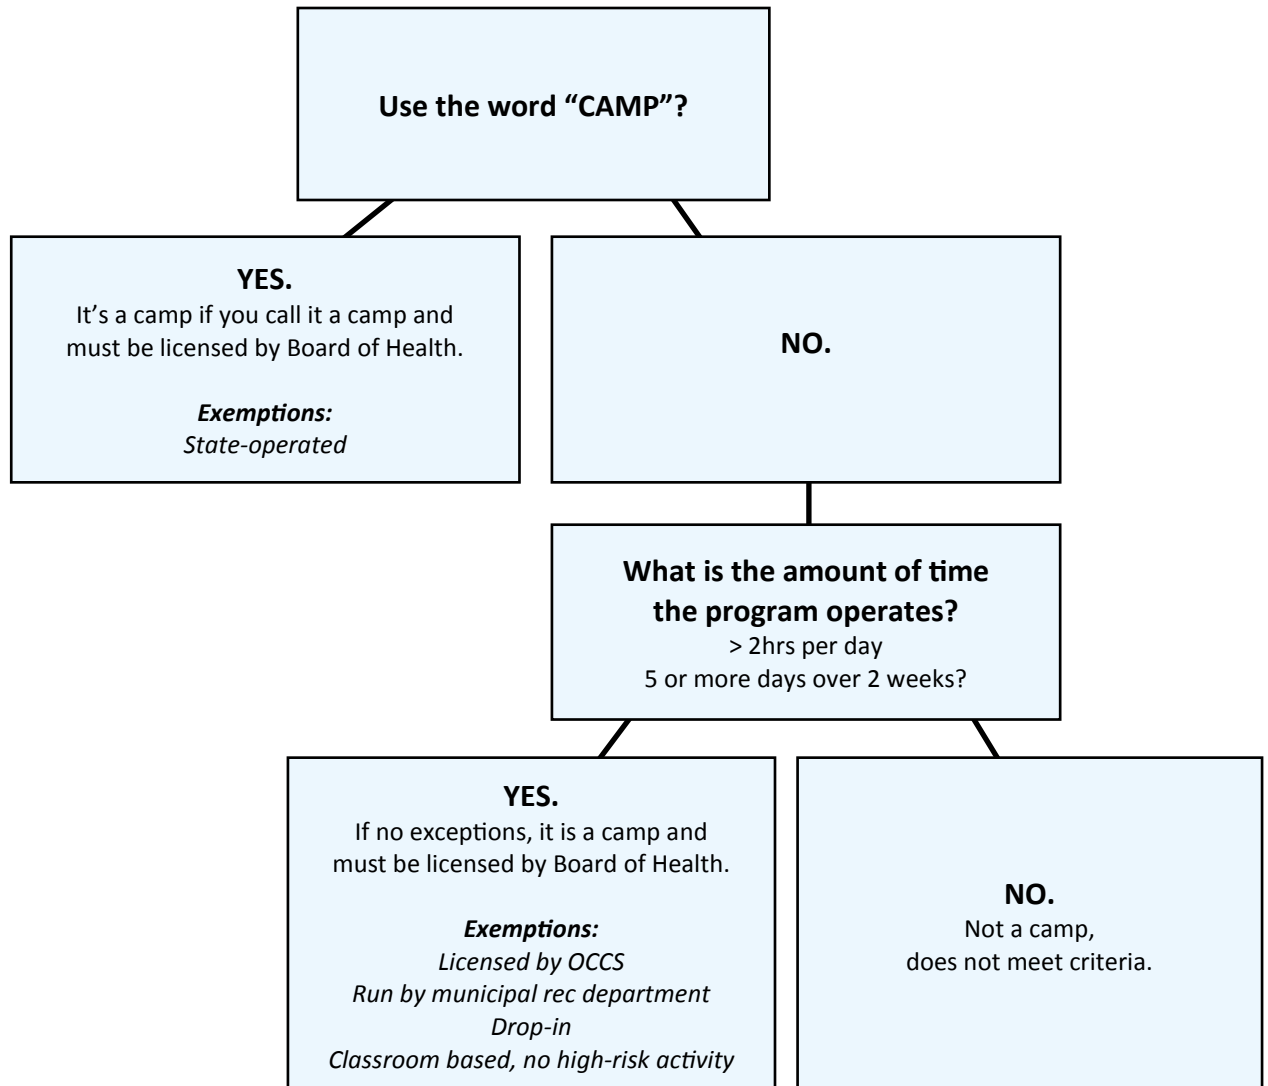 Use the word “CAMP”?
YES.
It’s a camp if you call it a camp and
must be licensed by Board of Health.
Exemptions:
State-operated
NO.
What is the amount of time
the program operates?
> 2hrs per day
5 or more days over 2 weeks?
YES.
If no exceptions, it is a camp and
must be licensed by Board of Health.
Exemptions:
Licensed by OCCS
Run by municipal rec department
Drop-in
Classroom based, no high-risk activity
NO.
Not a camp,
does not meet criteria.